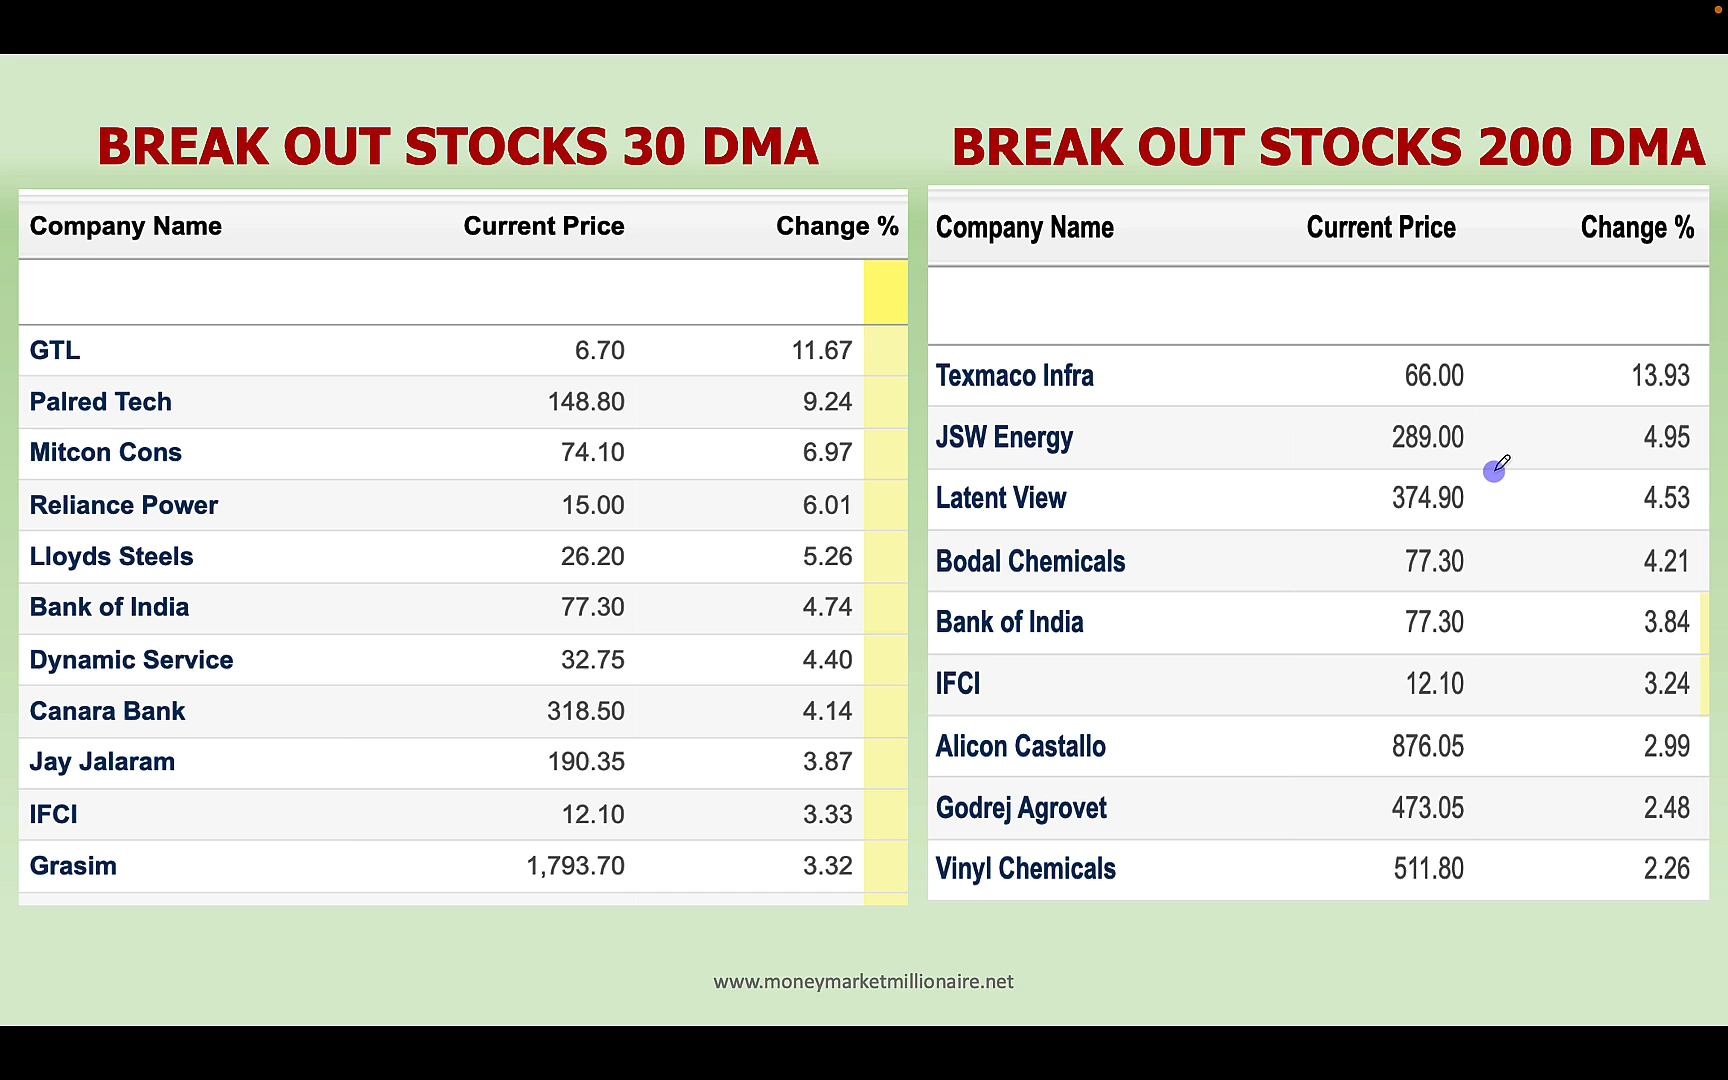 BREAK OUT STOCKS 30 DMA
Company Name Current Price Change %
GTL 6.70 11.67
Palred Tech 148.80 9.24
Mitcon Cons 74.10 6.97
Reliance Power 15.00 6.01
Lloyds Steels 26.20 5.26
Bank of India 77.30 4.74
Dynamic Service 32.75 4.40
Canara Bank 318.50 4.14
Jay Jalaram 190.35 3.87
IFCI 12.10 3.33
Grasim 1,793.70 3.32
BREAK OUT STOCKS 200 DMA
Company Name Current Price Change %
Texmaco Infra 66.00 13.93
JSW Energy 289.00 4.95
Latent View 374.90 4.53
Bodal Chemicals 77.30 4.21
Bank of India 77.30 3.84
IFCI 12.10 3.24
Alicon Castallo 876.05 2.99
Godrej Agrovet 473.05 2.48
Vinyl Chemicals 511.80 2.26
www.moneymarketmillionaire.net